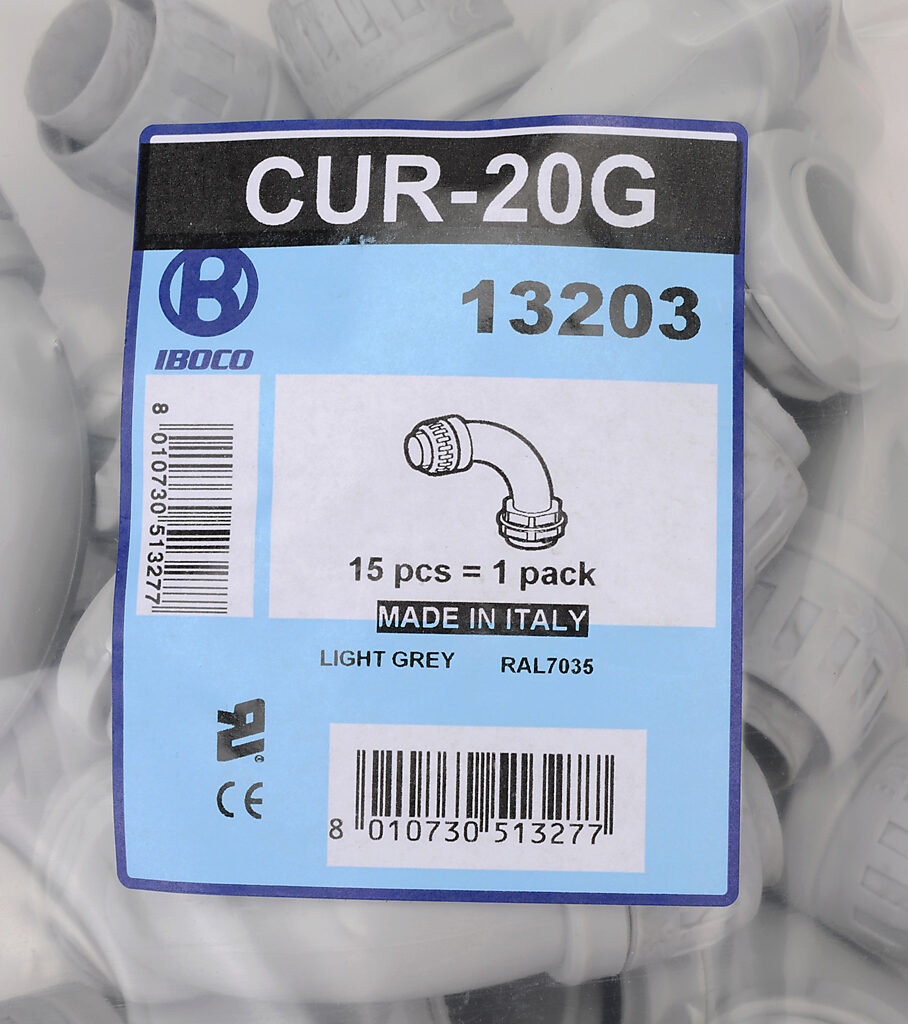 CUR-20G
B
IBOCO
13203
8 010730 513277
15 pcs = 1 pack
MADE IN ITALY
LIGHT GREY RAL7035
RU
CE
8 010730 513277